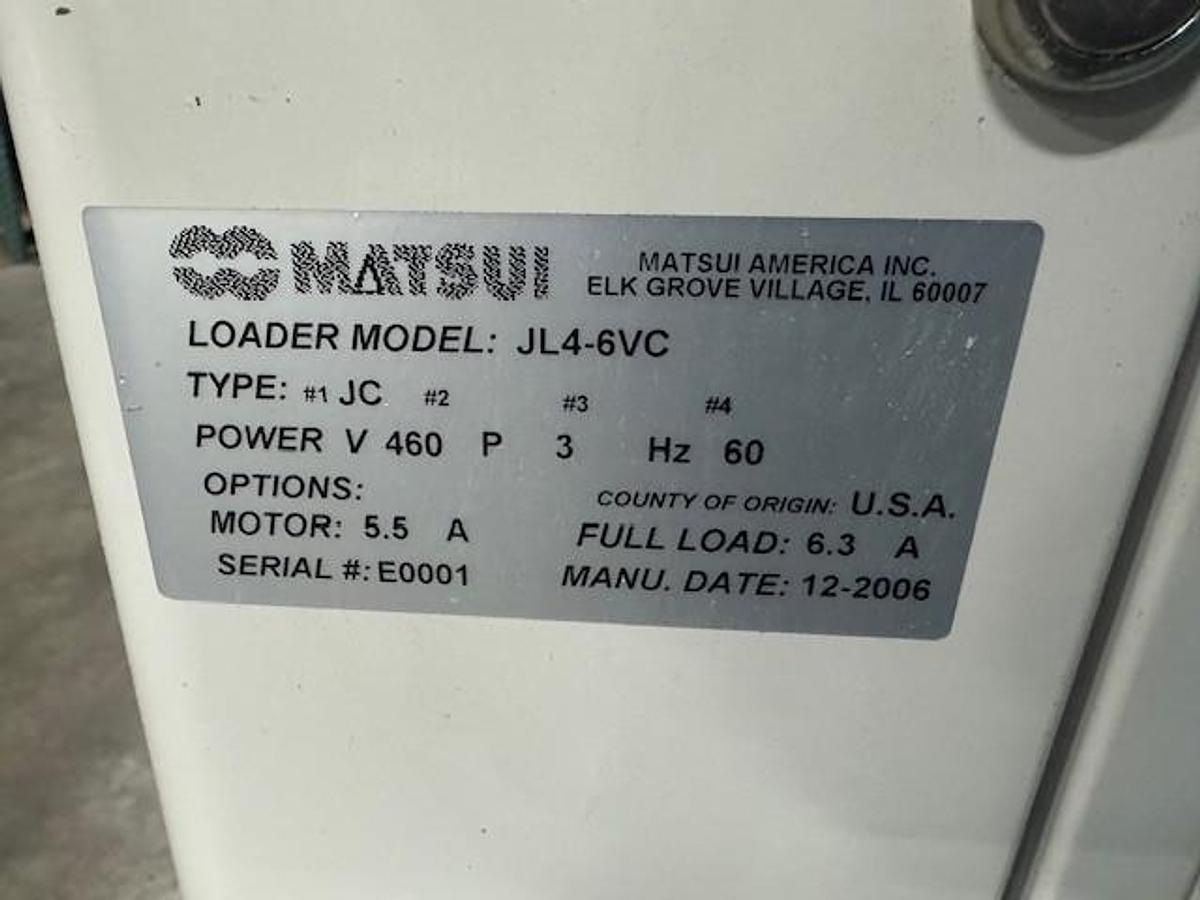 MATSUI
MATSUI AMERICA INC.
ELK GROVE VILLAGE, IL 60007
LOADER MODEL: JL4-6VC
TYPE: #1 JC #2 #3 #4
POWER V 460 P 3 Hz 60
OPTIONS:
COUNTY OF ORIGIN: U.S.A.
MOTOR: 5.5 A FULL LOAD: 6.3 A
SERIAL #: E0001 MANU. DATE: 12-2006